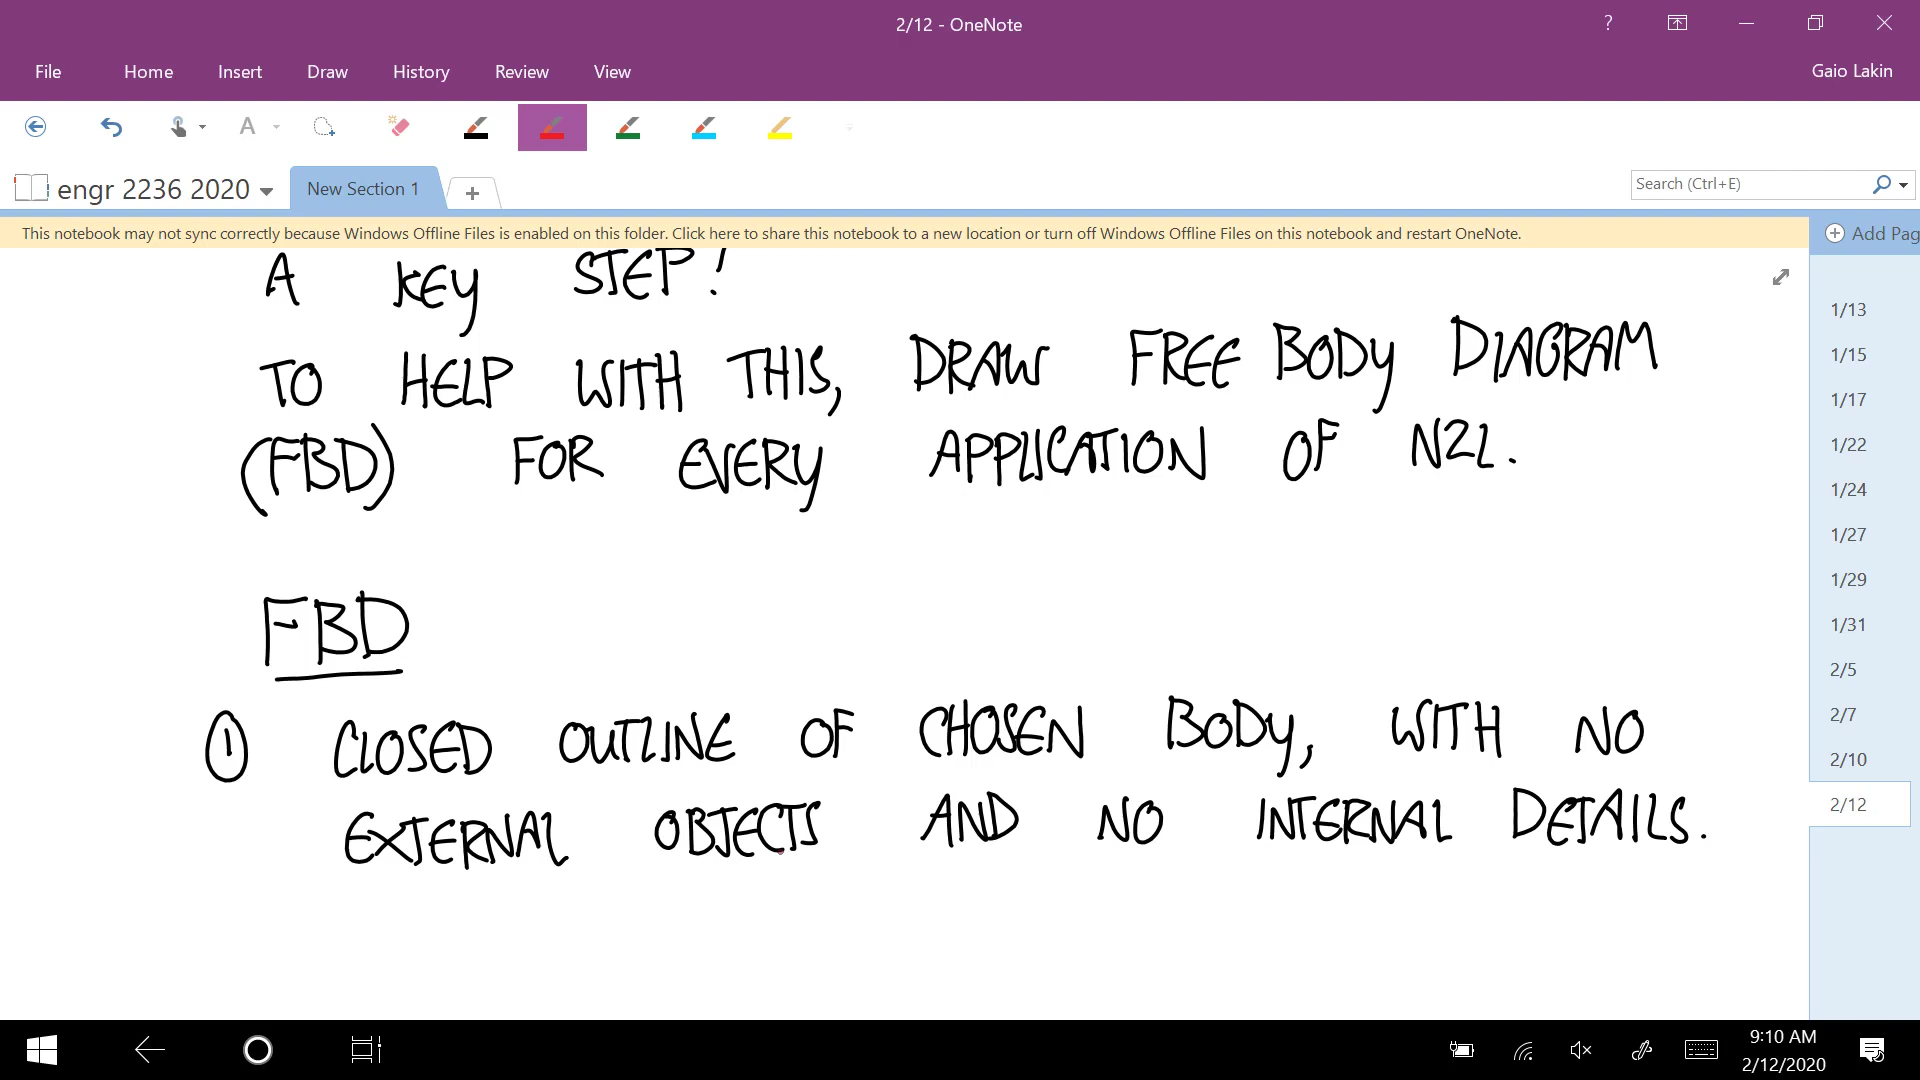 2/12 - OneNote
?
File Home Insert Draw History Review View
Gaio Lakin
A
engr 2236 2020
New Section 1
+
Search (Ctrl+E)
This notebook may not sync correctly because Windows Offline Files is enabled on this folder. Click here to share this notebook to a new location or turn off Windows Offline Files on this notebook and restart OneNote.
Add Pag
A KEY STEP!
TO HELP WITH THIS, DRAW FREE BODY DIAGRAM
(FBD) FOR EVERY APPLICATION OF N2L.
FBD
① CLOSED OUTLINE OF CHOSEN BODY, WITH NO
EXTERNAL OBJECTS AND NO INTERNAL DETAILS.
1/13
1/15
1/17
1/22
1/24
1/27
1/29
1/31
2/5
2/7
2/10
2/12
9:10 AM
2/12/2020